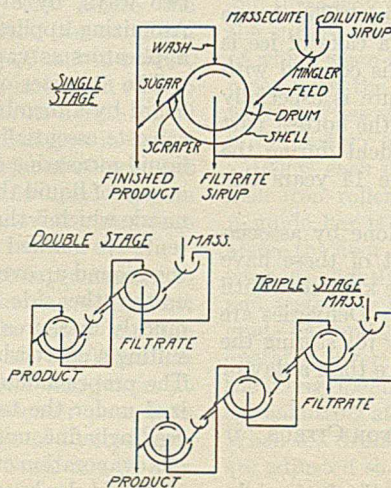 MASSECUITE
DILUTING
SIRUP
WASH
MINGLER
FEED
SINGLE
STAGE
SUGAR
DRUM
SHELL
SCRAPER
FINISHED
PRODUCT
FILTRATE
SIRUP
DOUBLE STAGE
MASS.
TRIPLE STAGE
MASS.
FILTRATE
PRODUCT
FILTRATE
PRODUCT